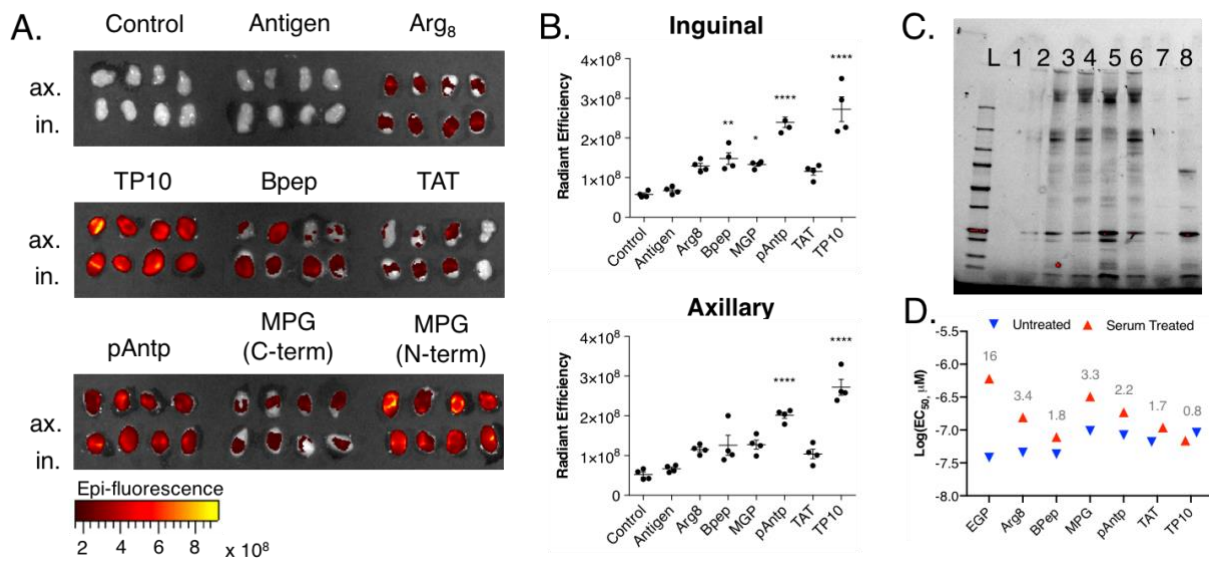 A.
Control Antigen Arg8
ax.
in.
TP10 Bpep TAT
ax.
in.
pAntp MPG (C-term) MPG (N-term)
ax.
in.
Epi-fluorescence
2 4 6 8 x 10⁸
B.
Inguinal
Radiant Efficiency
4×10⁸
3×10⁸
2×10⁸
1×10⁸
0
** * **** ****
Control Antigen Arg8 Bpep MGP pAntp TAT TP10
Axillary
Radiant Efficiency
4×10⁸
3×10⁸
2×10⁸
1×10⁸
0
**** ****
Control Antigen Arg8 Bpep MGP pAntp TAT TP10
C.
L 1 2 3 4 5 6 7 8
D.
Untreated Serum Treated
Log(EC50, μM)
-5.5
-6.0
-6.5
-7.0
-7.5
-8.0
16 3.4 1.8 3.3 2.2 1.7 0.8
EGP Arg8 BPep MPG pAntp TAT TP10